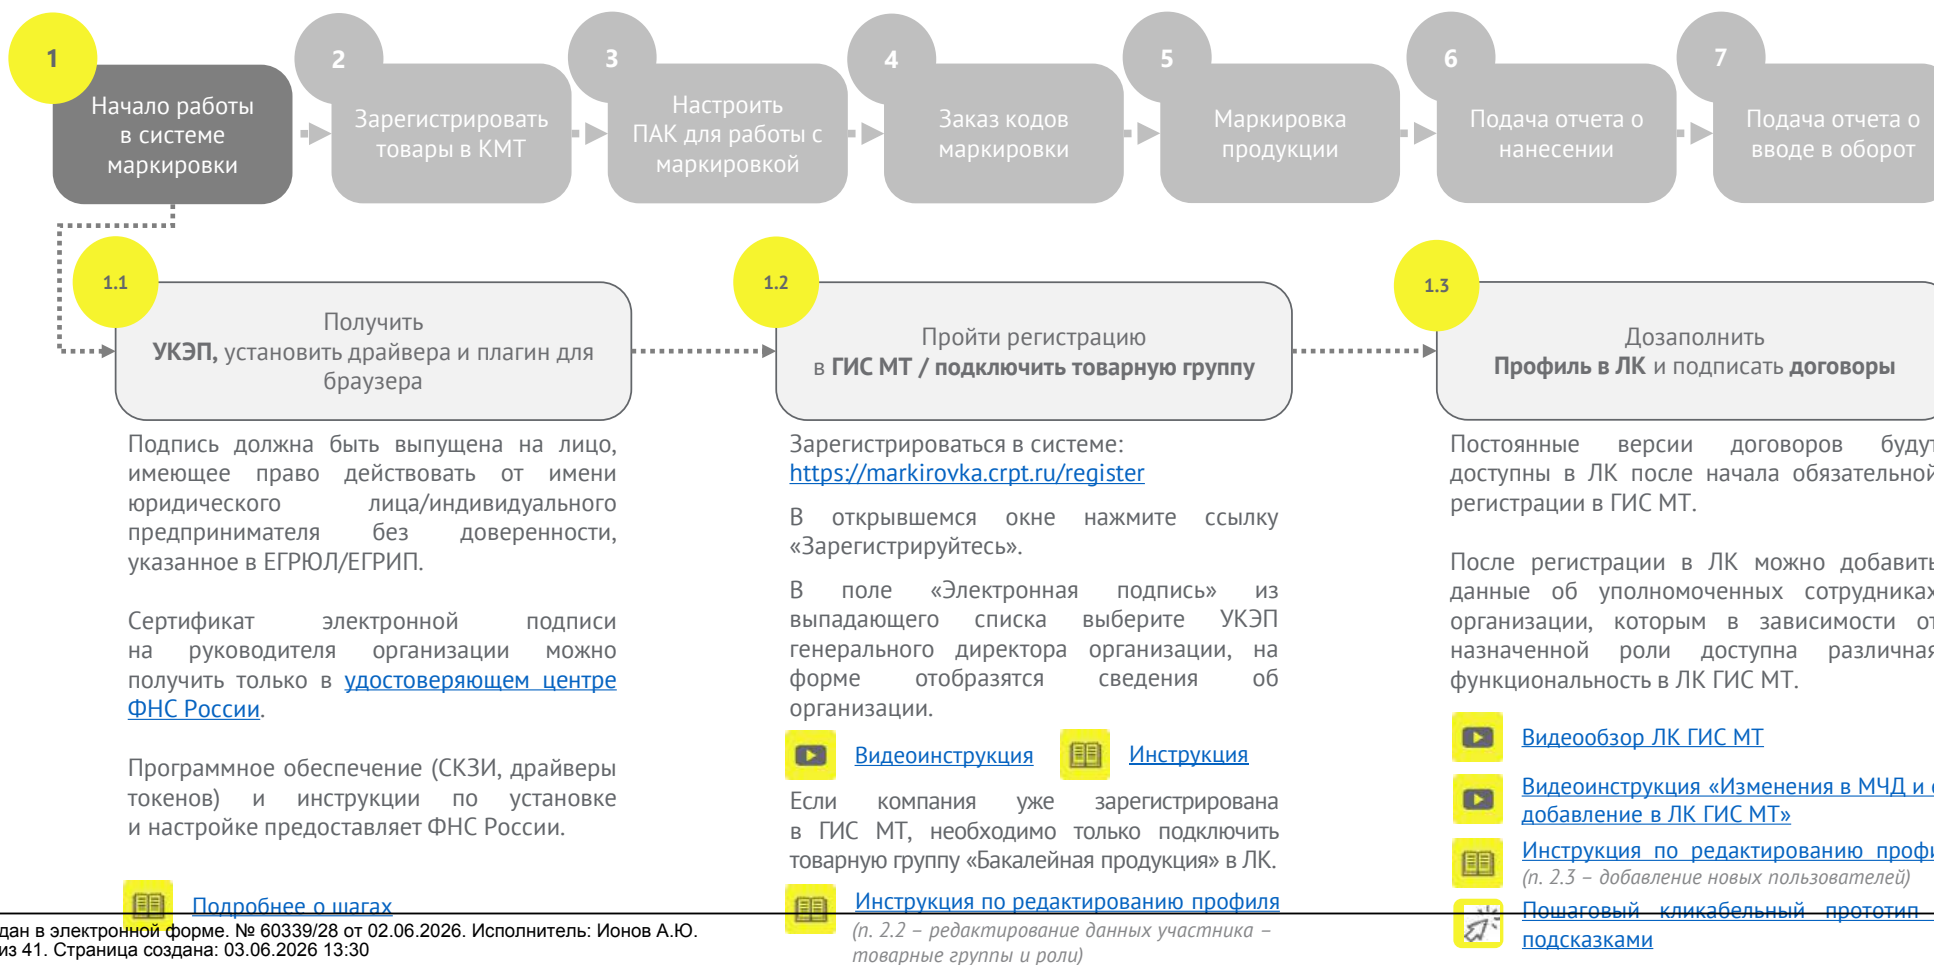 1
Начало работы
в системе
маркировки
2
Зарегистрировать
товары в КМТ
3
Настроить
ПАК для работы с
маркировкой
4
Заказ кодов
маркировки
5
Маркировка
продукции
6
Подача отчета о
нанесении
7
Подача отчета о
вводе в оборот
1.1
Получить
УКЭП, установить драйвера и плагин для
браузера
Подпись должна быть выпущена на лицо,
имеющее право действовать от имени
юридического лица/индивидуального
предпринимателя без доверенности,
указанное в ЕГРЮЛ/ЕГРИП.
Сертификат электронной подписи
на руководителя организации можно
получить только в удостоверяющем центре
ФНС России.
Программное обеспечение (СКЗИ, драйверы
токенов) и инструкции по установке
и настройке предоставляет ФНС России.
Подробнее о шагах
1.2
Пройти регистрацию
в ГИС МТ / подключить товарную группу
Зарегистрироваться в системе:
https://markirovka.crpt.ru/register
В открывшемся окне нажмите ссылку
«Зарегистрируйтесь».
В поле «Электронная подпись» из
выпадающего списка выберите УКЭП
генерального директора организации, на
форме отобразятся сведения об
организации.
Видеоинструкция Инструкция
Если компания уже зарегистрирована
в ГИС МТ, необходимо только подключить
товарную группу «Бакалейная продукция» в ЛК.
Инструкция по редактированию профиля
(п. 2.2 – редактирование данных участника –
товарные группы и роли)
1.3
Дозаполнить
Профиль в ЛК и подписать договоры
Постоянные версии договоров будут
доступны в ЛК после начала обязательной
регистрации в ГИС МТ.
После регистрации в ЛК можно добавить
данные об уполномоченных сотрудниках
организации, которым в зависимости от
назначенной роли доступна различная
функциональность в ЛК ГИС МТ.
Видеообзор ЛК ГИС МТ
Видеоинструкция «Изменения в МЧД и
добавление в ЛК ГИС МТ»
Инструкция по редактированию профи
(п. 2.3 – добавление новых пользователей)
Пошаговый кликабельный прототип
подсказками
дан в электронной форме. № 60339/28 от 02.06.2026. Исполнитель: Ионов А.Ю.
из 41. Страница создана: 03.06.2026 13:30